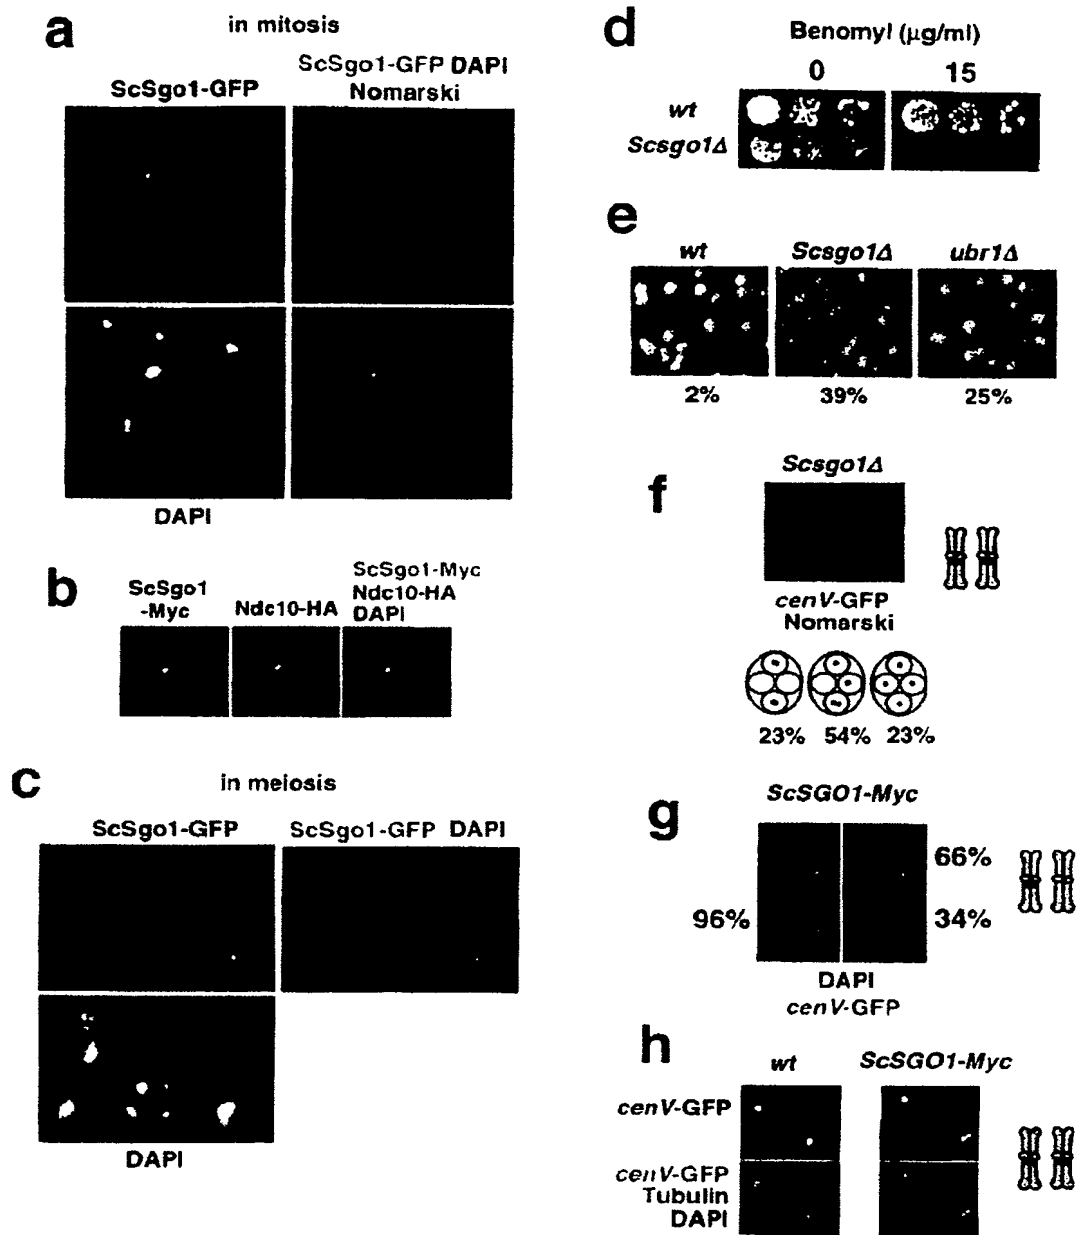 a
in mitosis
ScSgo1-GFP
ScSgo1-GFP DAPI
Nomarski
DAPI
b
ScSgo1
-Myc
Ndc10-HA
ScSgo1-Myc
Ndc10-HA
DAPI
c
in meiosis
ScSgo1-GFP
ScSgo1-GFP DAPI
DAPI
d
Benomyl (μg/ml)
0 15
wt
Scsgo1Δ
e
wt Scsgo1Δ ubr1Δ
2% 39% 25%
f
Scsgo1Δ
cenV-GFP
Nomarski
23% 54% 23%
g
ScSGO1-Myc
96%
66%
34%
DAPI
cenV-GFP
h
wt ScSGO1-Myc
cenV-GFP
cenV-GFP
Tubulin
DAPI